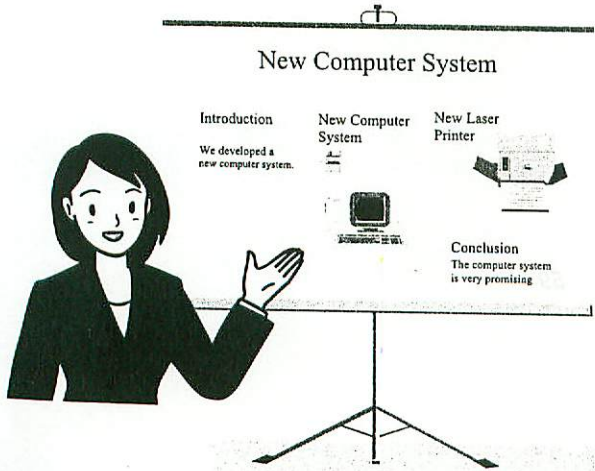 New Computer System
Introduction
We developed a
new computer system.
New Computer
System
New Laser
Printer
Conclusion
The computer system
is very promising